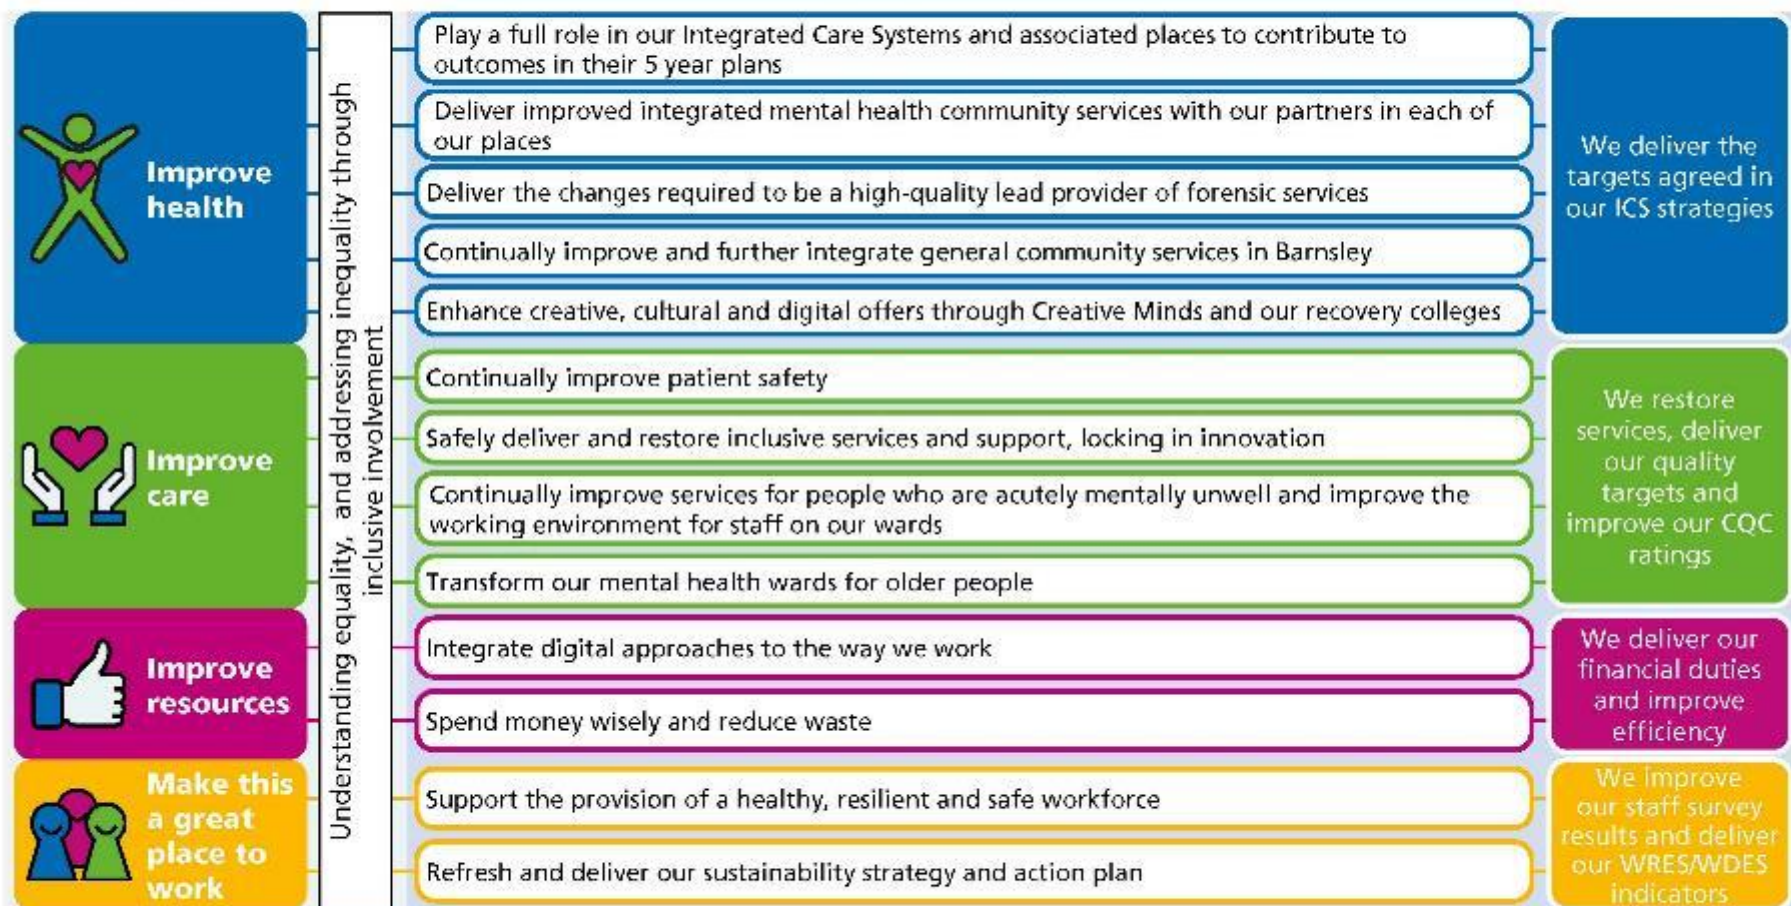 Improve
health
Improve
care
Improve
resources
Make this
a great
place to
work
Understanding equality, and addressing inequality through
inclusive involvement
Play a full role in our Integrated Care Systems and associated places to contribute to
outcomes in their 5 year plans
Deliver improved integrated mental health community services with our partners in each of
our places
Deliver the changes required to be a high-quality lead provider of forensic services
Continually improve and further integrate general community services in Barnsley
Enhance creative, cultural and digital offers through Creative Minds and our recovery colleges
Continually improve patient safety
Safely deliver and restore inclusive services and support, locking in innovation
Continually improve services for people who are acutely mentally unwell and improve the
working environment for staff on our wards
Transform our mental health wards for older people
Integrate digital approaches to the way we work
Spend money wisely and reduce waste
Support the provision of a healthy, resilient and safe workforce
Refresh and deliver our sustainability strategy and action plan
We deliver the
targets agreed in
our ICS strategies
We restore
services, deliver
our quality
targets and
improve our CQC
ratings
We deliver our
financial duties
and improve
efficiency
We improve
our staff survey
results and deliver
our WRES/WDES
indicators